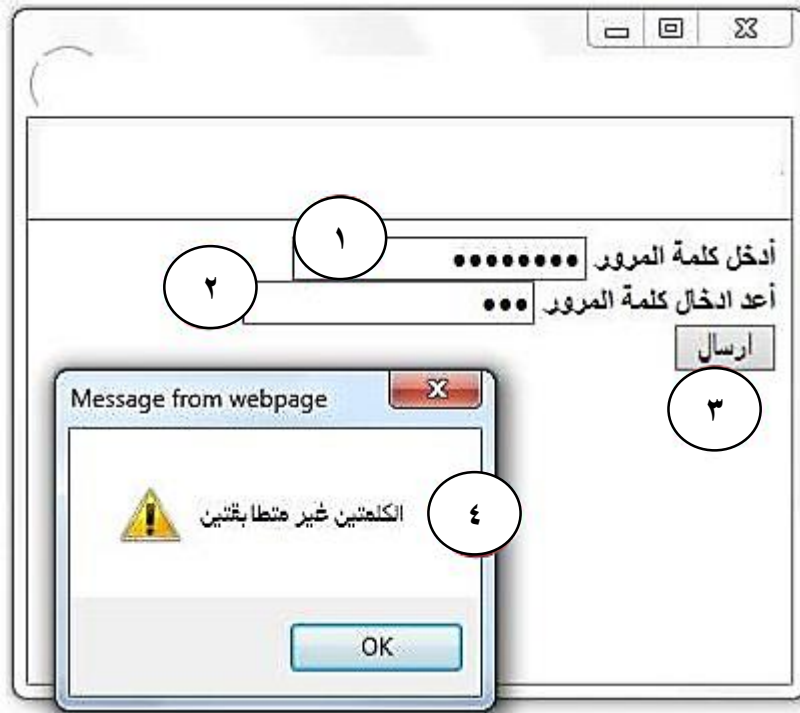 ١
أدخل كلمة المرور ••••••••
٢
أعد ادخال كلمة المرور •••
ارسال
٣
Message from webpage
الكلمتين غير متطابقتين
٤
OK